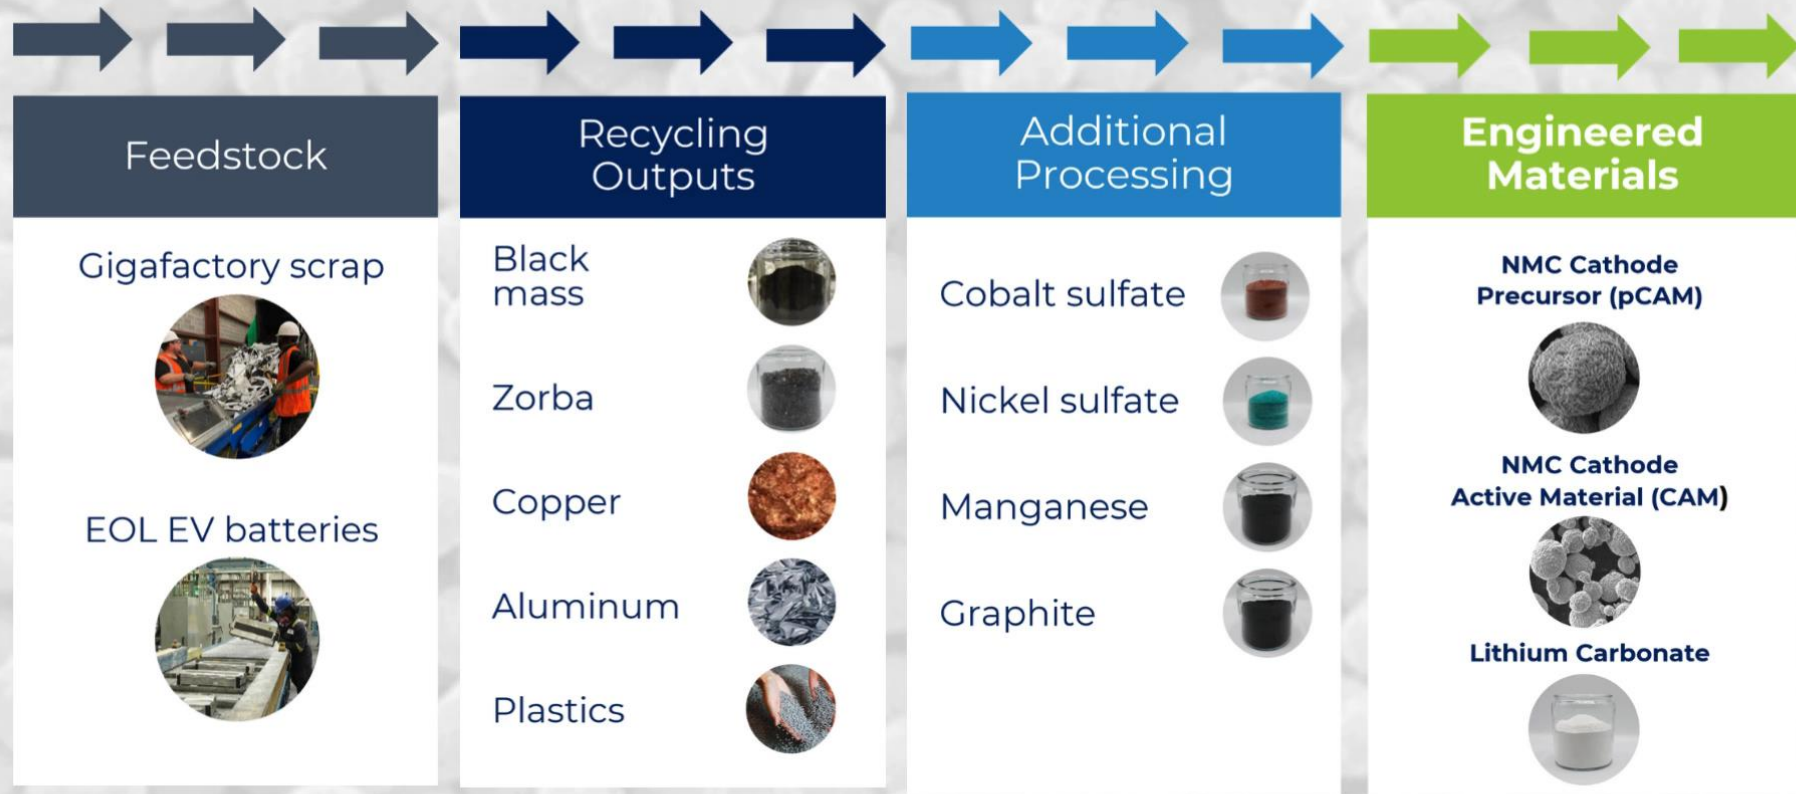 Feedstock
Gigafactory scrap
EOL EV batteries
Recycling
Outputs
Black
mass
Zorba
Copper
Aluminum
Plastics
Additional
Processing
Cobalt sulfate
Nickel sulfate
Manganese
Graphite
Engineered
Materials
NMC Cathode
Precursor (pCAM)
NMC Cathode
Active Material (CAM)
Lithium Carbonate